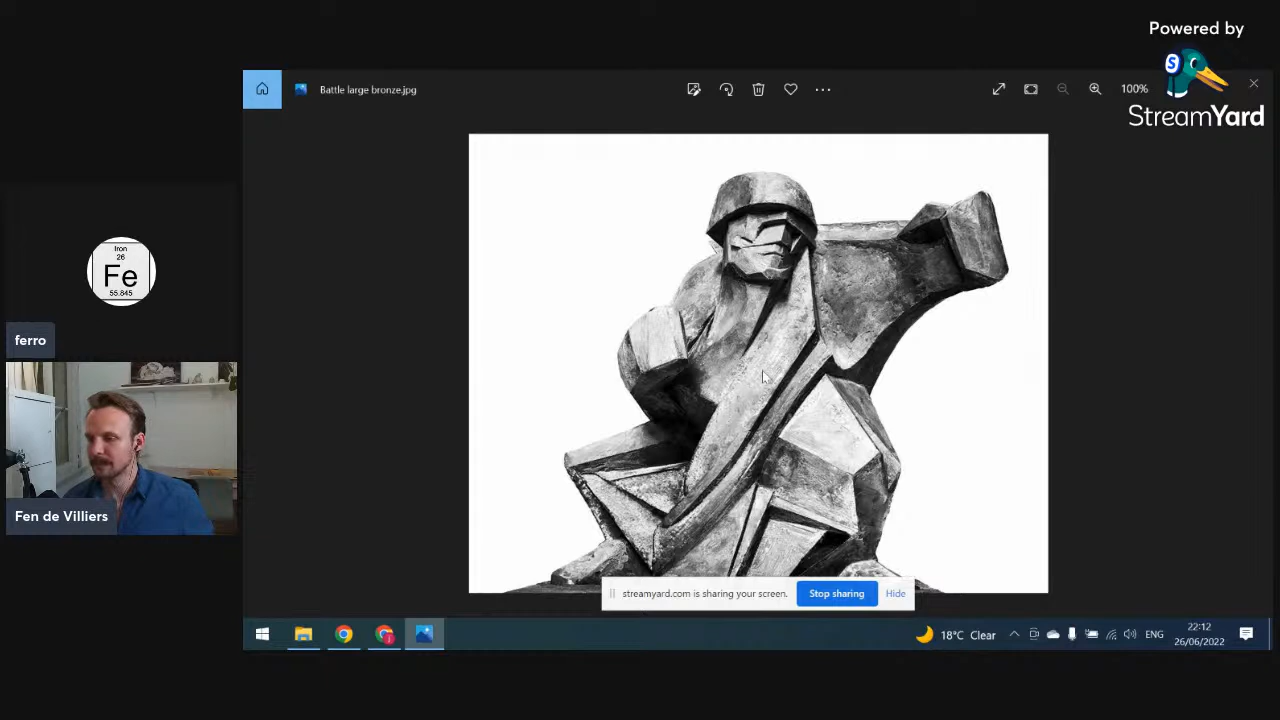 Powered by
StreamYard
Battle large bronze.jpg
100%
Iron
26
Fe
55.845
ferro
Fen de Villiers
streamyard.com is sharing your screen.
Stop sharing
Hide
18°C Clear
ENG
22:12
26/06/2022